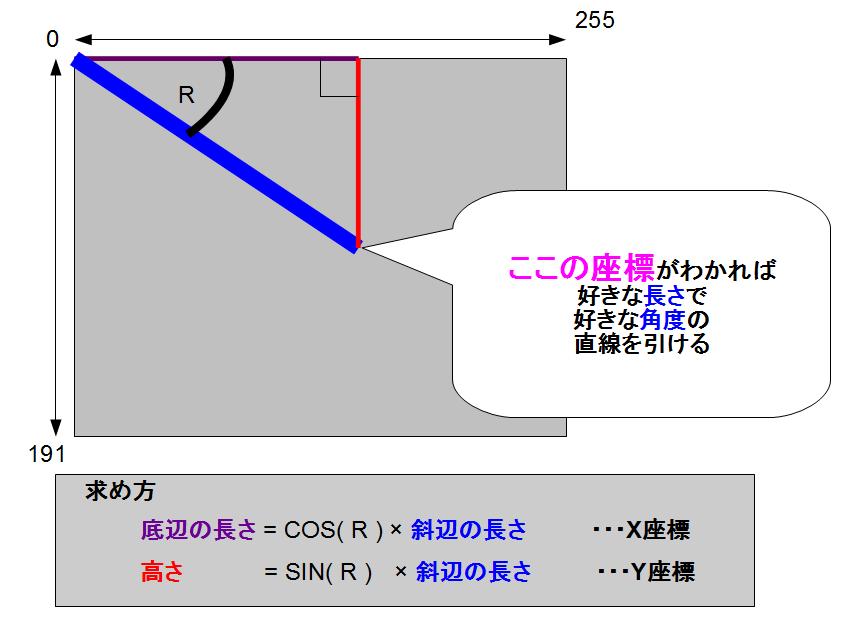 0
255
R
ここの座標がわかれば
好きな長さで
好きな角度の
直線を引ける
191
求め方
底辺の長さ = COS( R ) × 斜辺の長さ ・・・X座標
高さ = SIN( R ) × 斜辺の長さ ・・・Y座標